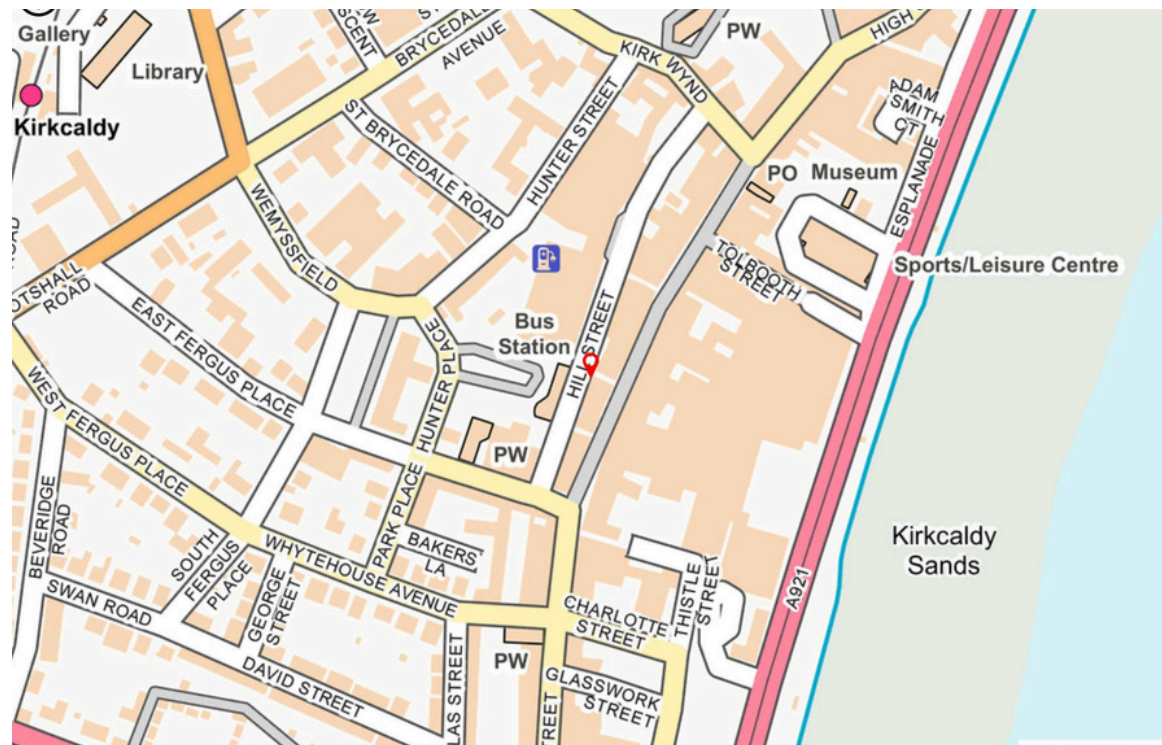 Gallery
Library
Kirkcaldy
BRYCEDALE
AVENUE
ST BRYCEDALE ROAD
HUNTER STREET
KIRK WYND
PW
HIGH
ADAM
SMITH
CT
ESPLANADE
PO
Museum
TOLBOOTH
STREET
Sports/Leisure Centre
WEMYSSFIELD
ROAD
EAST FERGUS PLACE
WEST FERGUS PLACE
HUNTER PLACE
Bus
Station
HILL STREET
PW
PARK PLACE
BAKERS
LA
BEVERIDGE
ROAD
SOUTH
FERGUS
PLACE
WHYTEHOUSE AVENUE
GEORGE
STREET
SWAN ROAD
DAVID STREET
PW
CHARLOTTE
STREET
THISTLE
STREET
GLASSWORK
STREET
A921
Kirkcaldy
Sands